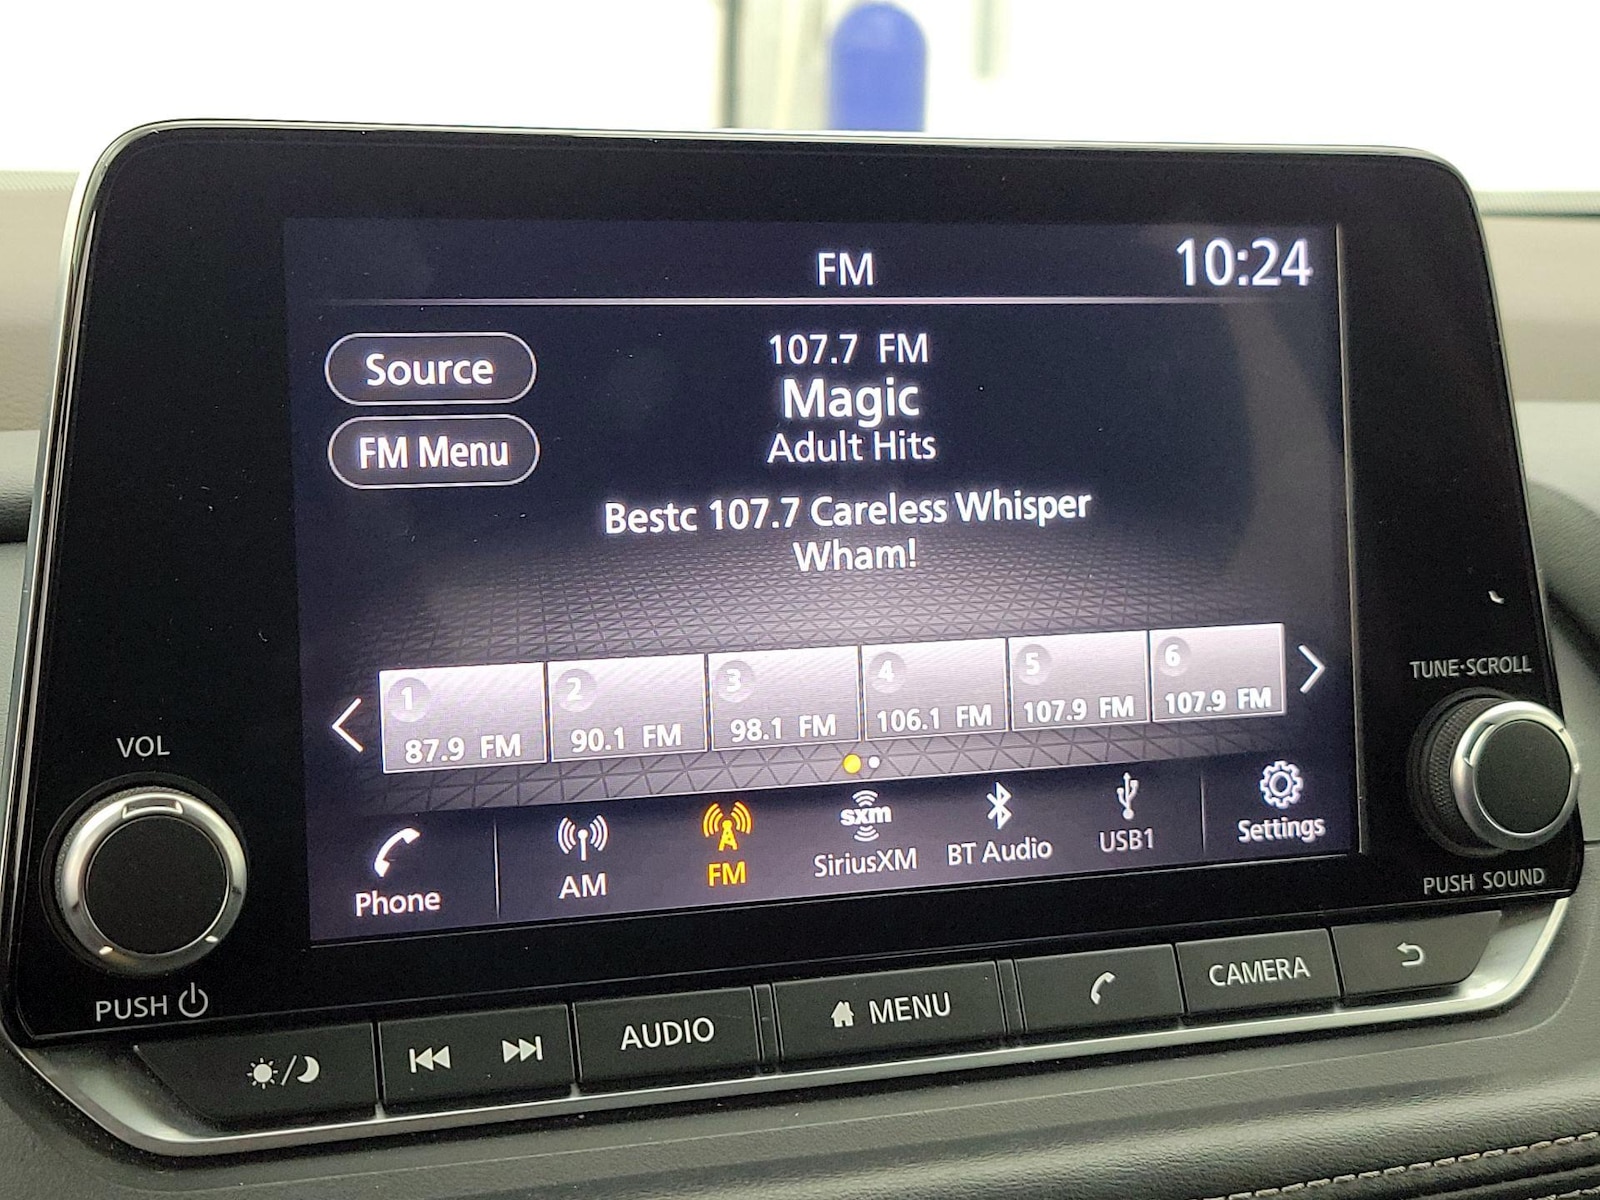 FM
10:24
Source
107.7 FM
Magic
Adult Hits
FM Menu
Bestc 107.7 Careless Whisper
Wham!
1
87.9 FM
2
90.1 FM
3
98.1 FM
4
106.1 FM
5
107.9 FM
6
107.9 FM
Phone
AM
FM
sxm
SiriusXM
BT Audio
USB1
Settings
VOL
PUSH
TUNE·SCROLL
PUSH SOUND
AUDIO
MENU
CAMERA